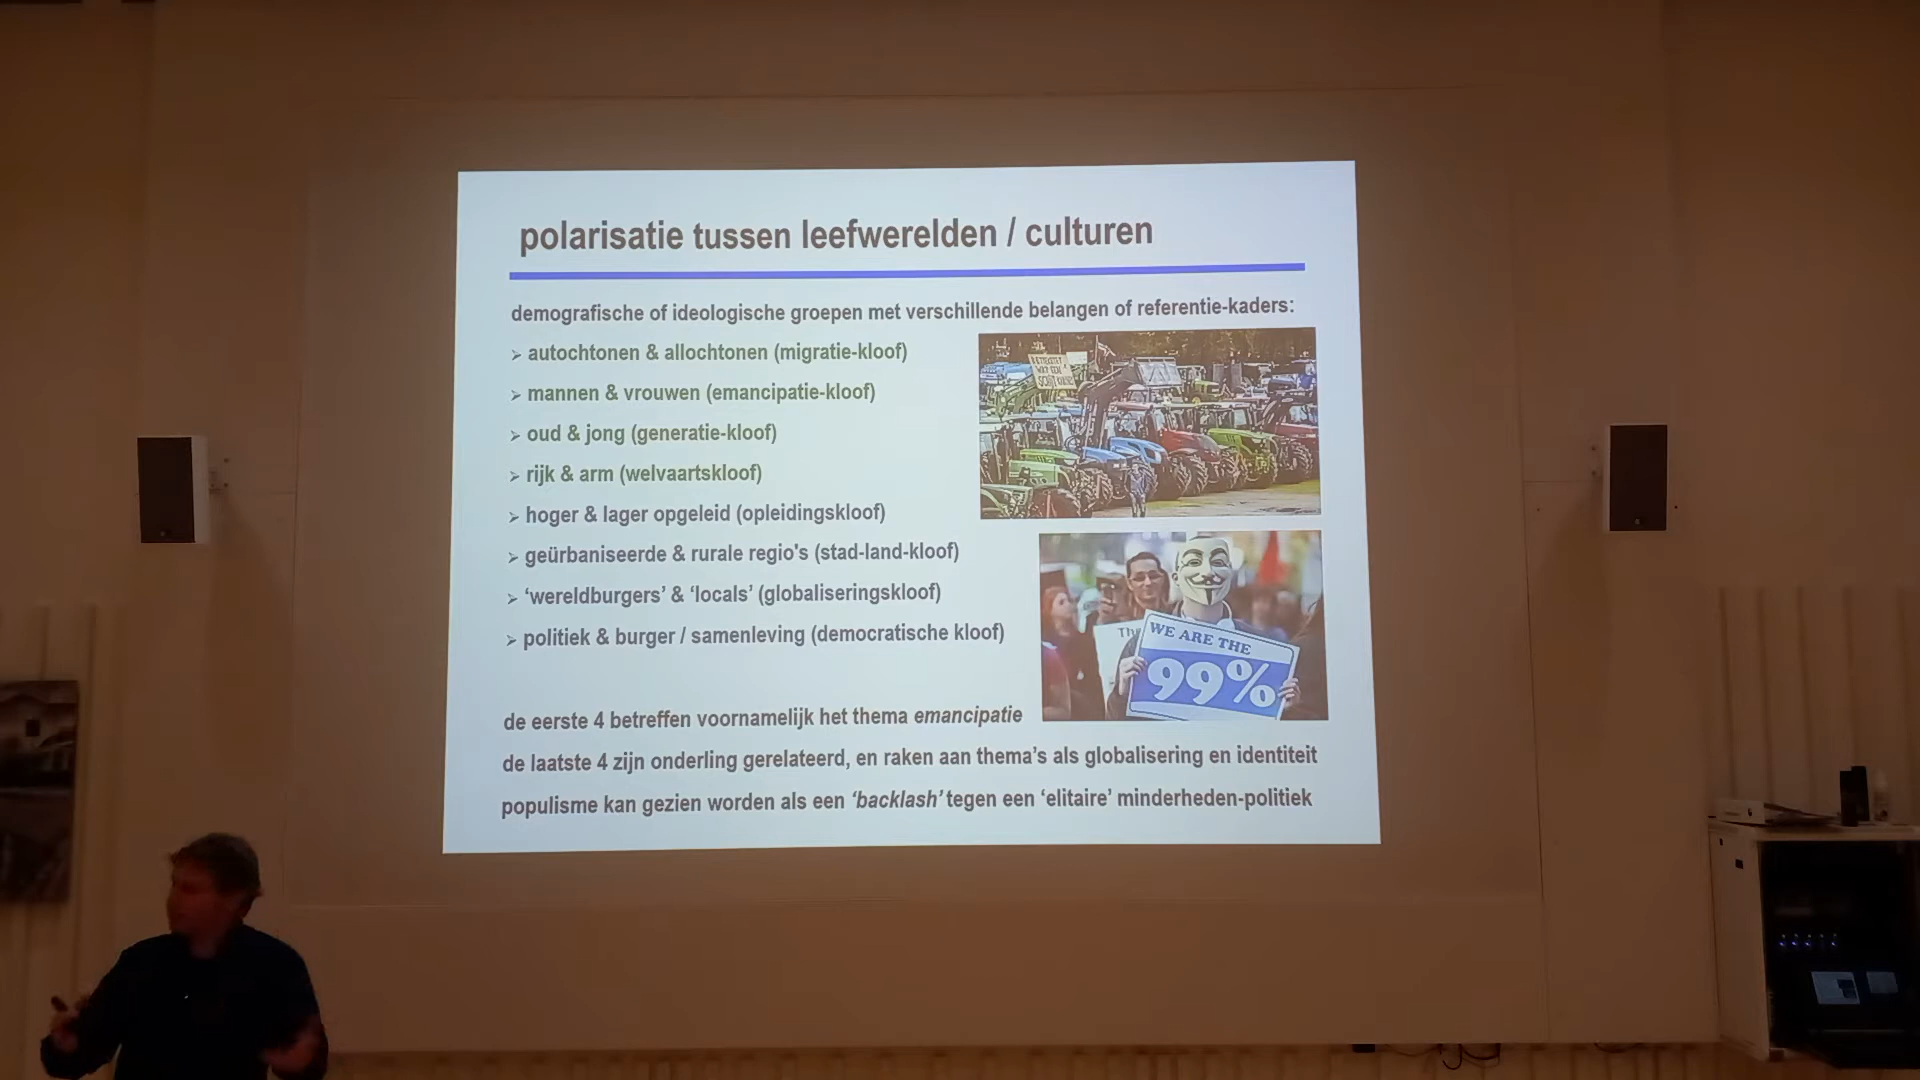 polarisatie tussen leefwerelden / culturen
demografische of ideologische groepen met verschillende belangen of referentie-kaders:
➢ autochtonen & allochtonen (migratie-kloof)
➢ mannen & vrouwen (emancipatie-kloof)
➢ oud & jong (generatie-kloof)
➢ rijk & arm (welvaartskloof)
➢ hoger & lager opgeleid (opleidingskloof)
➢ geürbaniseerde & rurale regio's (stad-land-kloof)
➢ ‘wereldburgers’ & ‘locals’ (globaliseringskloof)
➢ politiek & burger / samenleving (democratische kloof)
WE ARE THE
99%
de eerste 4 betreffen voornamelijk het thema emancipatie
de laatste 4 zijn onderling gerelateerd, en raken aan thema’s als globalisering en identiteit
populisme kan gezien worden als een ‘backlash’ tegen een ‘elitaire’ minderheden-politiek